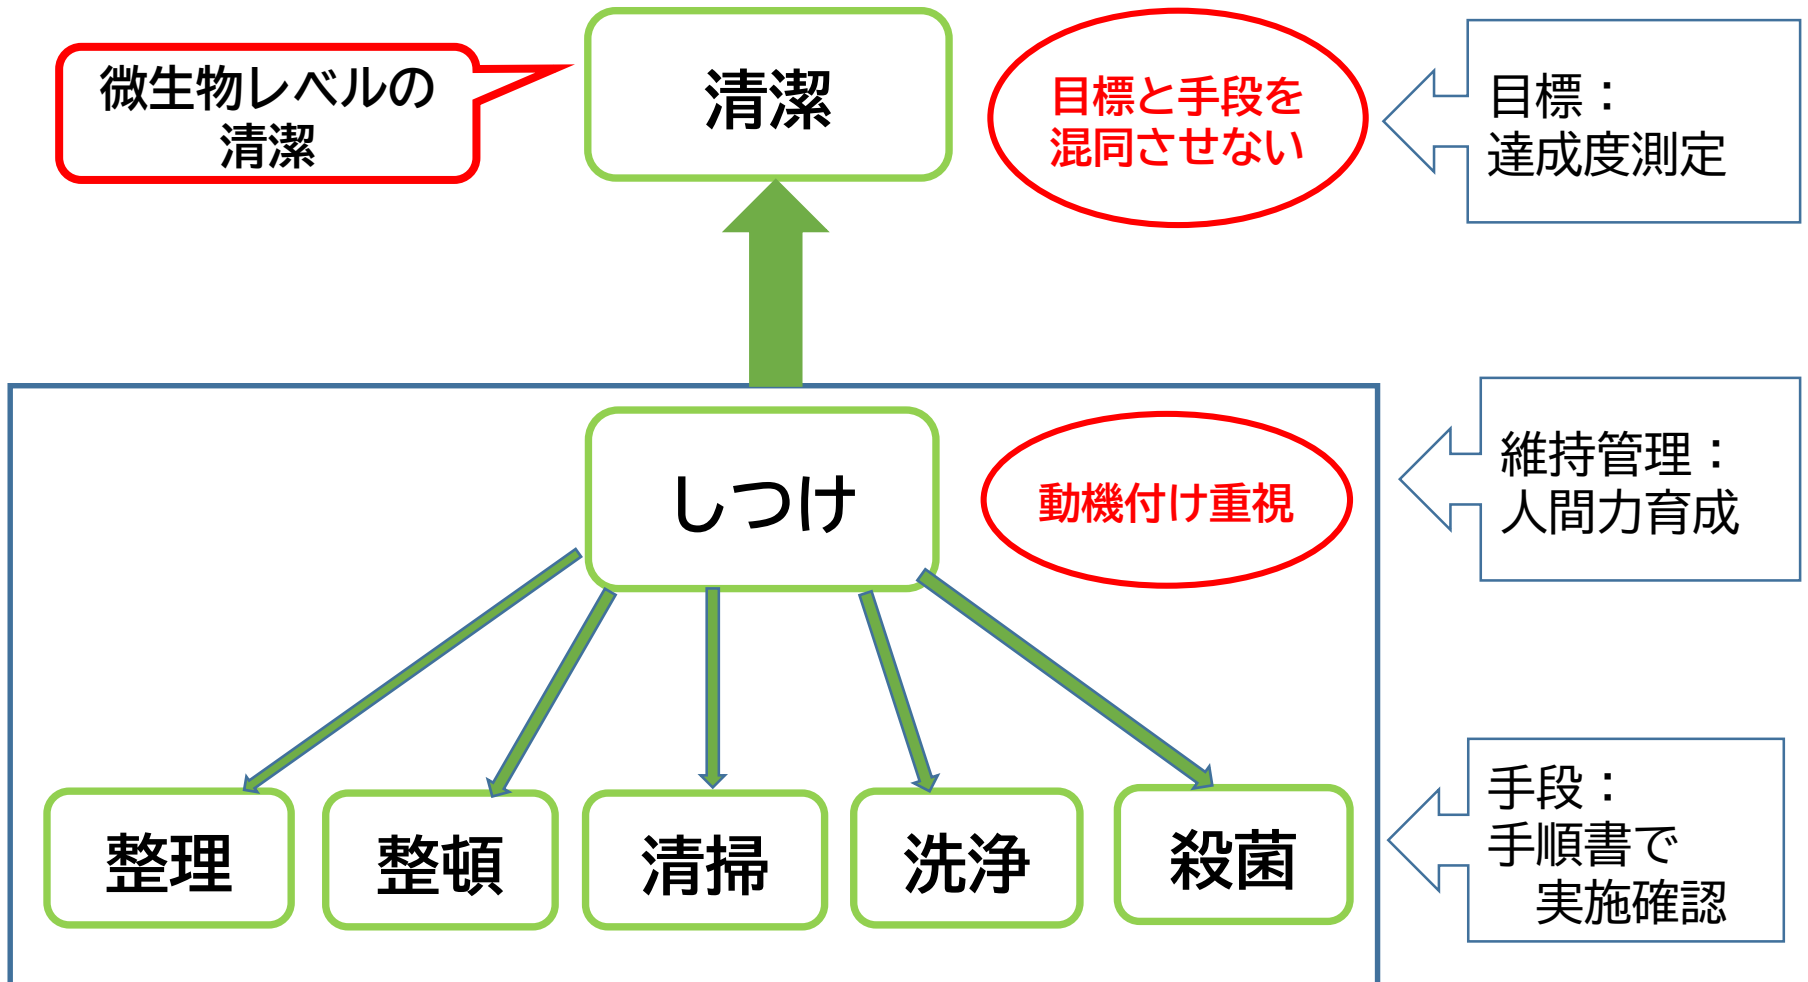 微生物レベルの
清潔
清潔
目標と手段を
混同させない
目標：
達成度測定
しつけ
動機付け重視
維持管理：
人間力育成
整理
整頓
清掃
洗浄
殺菌
手段：
手順書で
　実施確認